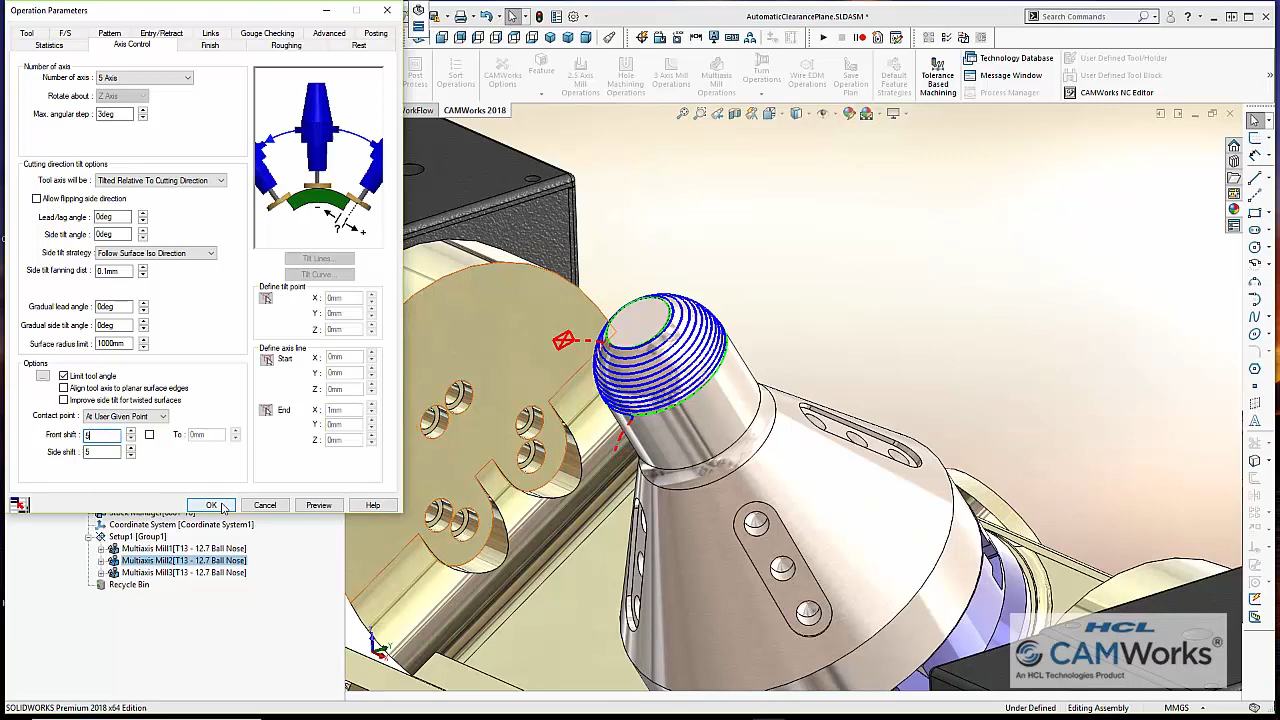 Operation Parameters
AutomaticClearancePlane.SLDASM *
Search Commands
Tool
F/S
Pattern
Entry/Retract
Links
Gouge Checking
Advanced
Posting
Statistics
Axis Control
Finish
Roughing
Rest
Number of axis
Number of axis : 5 Axis
Rotate about : Z Axis
Max. angular step : 3deg
Cutting direction tilt options
Tool axis will be : Tilted Relative To Cutting Direction
Allow flipping side direction
Lead/lag angle : 0deg
Side tilt angle : 0deg
Side tilt strategy : Follow Surface Iso Direction
Side tilt fanning dist : 0.1mm
Gradual lead angle : 0deg
Gradual side tilt angle : 0deg
Surface radius limit : 1000mm
Options
... Limit tool angle
Align tool axis to planar surface edges
Improve side tilt for twisted surfaces
Contact point : At User Given Point
Front shift : 5 To : 0mm
Side shift : 5
- ? +
Tilt Lines...
Tilt Curve...
Define tilt point
X : 0mm
Y : 0mm
Z : 0mm
Define axis line
Start X : 0mm
Y : 0mm
Z : 0mm
End X : 1mm
Y : 0mm
Z : 0mm
OK
Cancel
Preview
Help
Post Process
Sort Operations
CAMWorks Options
Feature
2.5 Axis Milling Operations
Hole Machining Operations
3 Axis Mill Operations
Multiaxis Mill Operations
Turn Operations
Wire EDM Operations
Save Operation Plan
Default Feature Strategies
Tolerance Based Machining
Technology Database
Message Window
Process Manager
User Defined Tool/Holder
User Defined Tool Block
CAMWorks NC Editor
CAMWorks 2018
Coordinate System [Coordinate System1]
Setup1 [Group1]
Multiaxis Mill1[T13 - 12.7 Ball Nose]
Multiaxis Mill2[T13 - 12.7 Ball Nose]
Multiaxis Mill3[T13 - 12.7 Ball Nose]
Recycle Bin
HCL
CAMWorks®
An HCL Technologies Product
SOLIDWORKS Premium 2018 x64 Edition
Under Defined
Editing Assembly
MMGS